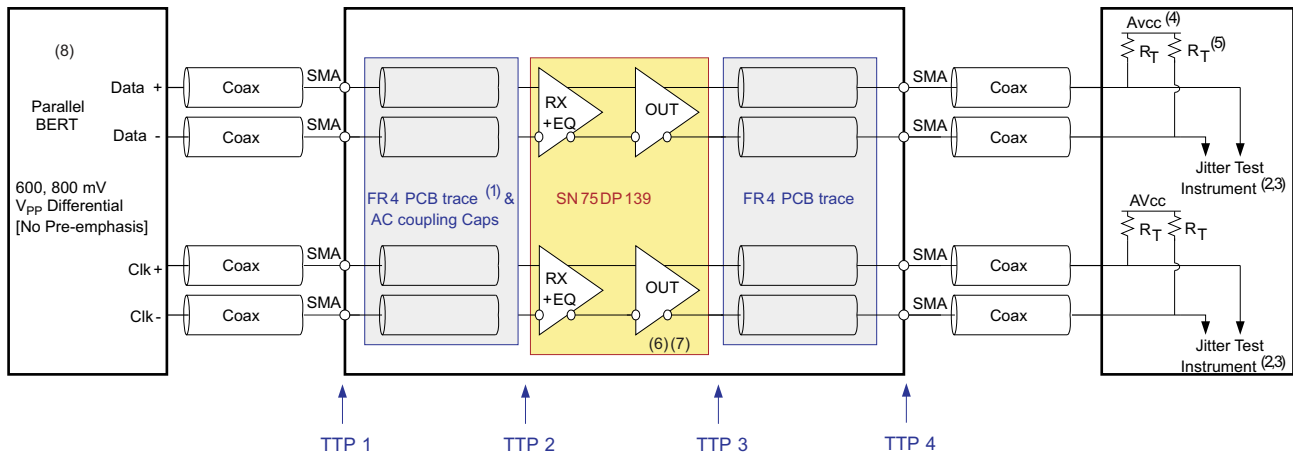 (8)
Parallel
BERT
600, 800 mV
VPP Differential
[No Pre-emphasis]
Data +
Data -
Clk +
Clk -
Coax
Coax
Coax
Coax
SMA
SMA
SMA
SMA
FR4 PCB trace (1) &
AC coupling Caps
RX
+EQ
OUT
SN75DP139
RX
+EQ
OUT
(6) (7)
FR4 PCB trace
SMA
SMA
SMA
SMA
Coax
Coax
Coax
Coax
Avcc (4)
RT
RT (5)
Jitter Test
Instrument (2,3)
AVcc
RT
RT
Jitter Test
Instrument (2,3)
TTP 1
TTP 2
TTP 3
TTP 4